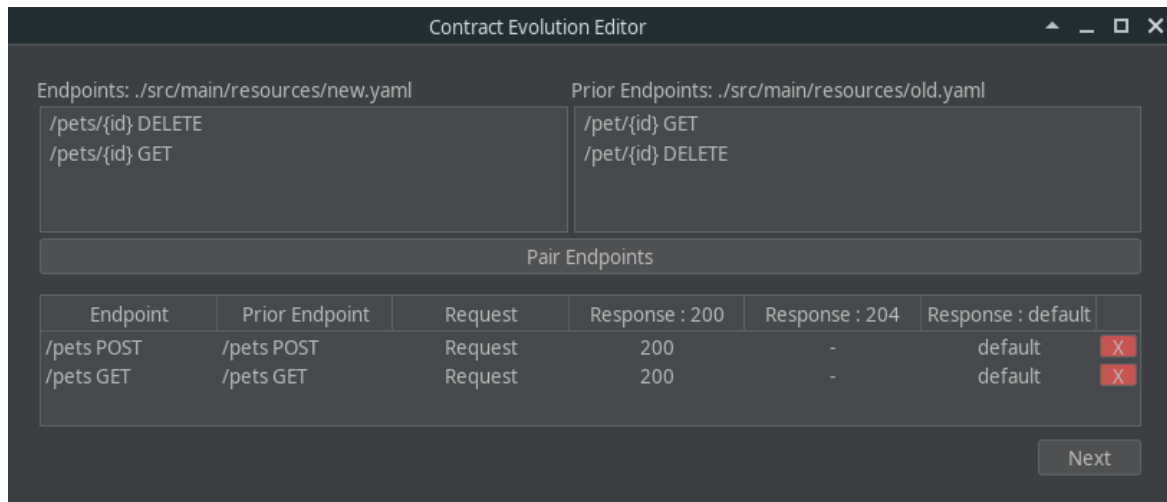 Contract Evolution Editor
Endpoints: ./src/main/resources/new.yaml
Prior Endpoints: ./src/main/resources/old.yaml
/pets/{id} DELETE
/pets/{id} GET
/pet/{id} GET
/pet/{id} DELETE
Pair Endpoints
Endpoint Prior Endpoint Request Response : 200 Response : 204 Response : default
/pets POST /pets POST Request 200 - default X
/pets GET /pets GET Request 200 - default X
Next